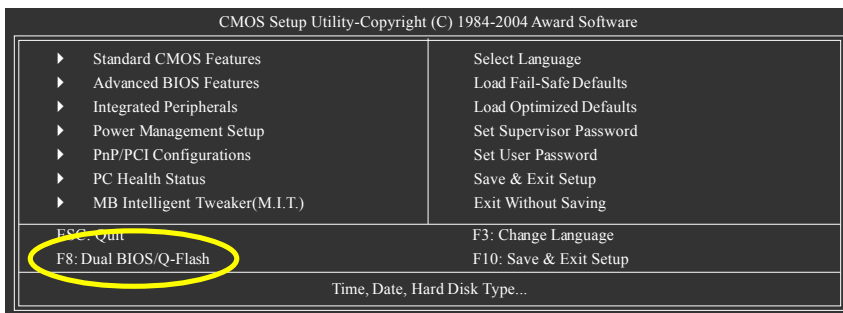 CMOS Setup Utility-Copyright (C) 1984-2004 Award Software
Standard CMOS Features
Advanced BIOS Features
Integrated Peripherals
Power Management Setup
PnP/PCI Configurations
PC Health Status
MB Intelligent Tweaker(M.I.T.)
Select Language
Load Fail-Safe Defaults
Load Optimized Defaults
Set Supervisor Password
Set User Password
Save & Exit Setup
Exit Without Saving
ESC: Quit
F8: Dual BIOS/Q-Flash
F3: Change Language
F10: Save & Exit Setup
Time, Date, Hard Disk Type...